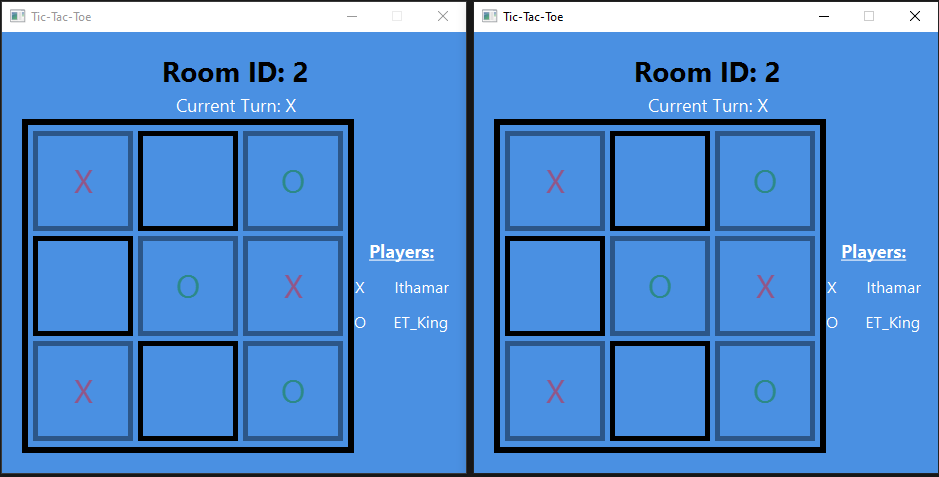 Tic-Tac-Toe
Room ID: 2
Current Turn: X
X O
Players:
O X
X Ithamar
O ET_King
X O
Tic-Tac-Toe
Room ID: 2
Current Turn: X
X O
Players:
O X
X Ithamar
O ET_King
X O